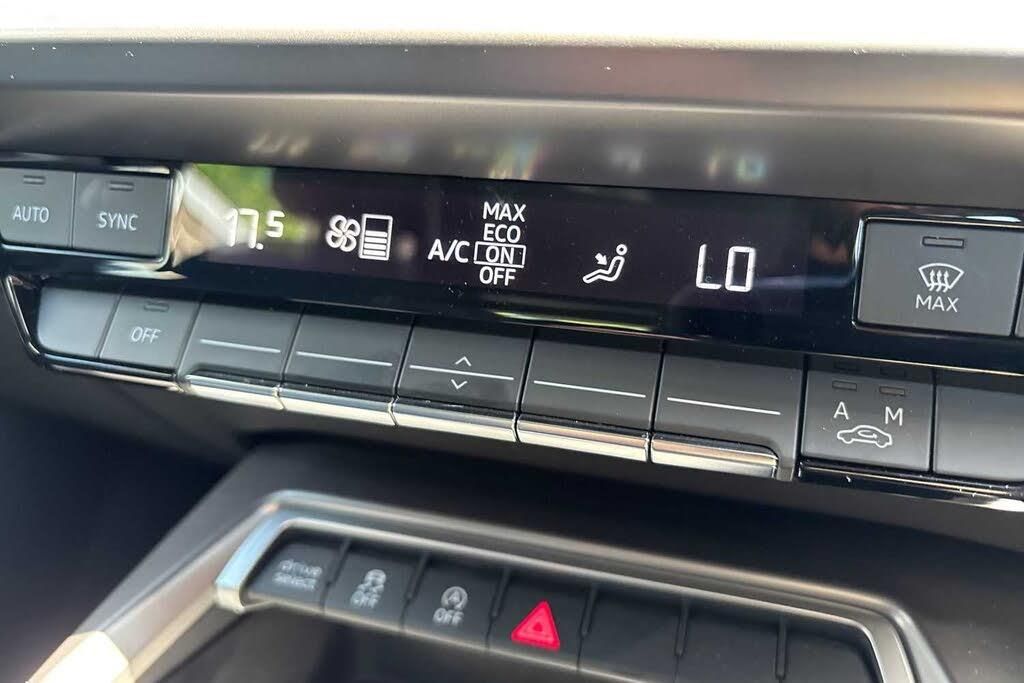 AUTO
SYNC
17.5
A/C
MAX
ECO
ON
OFF
LO
MAX
OFF
A M
drive
select
OFF
OFF